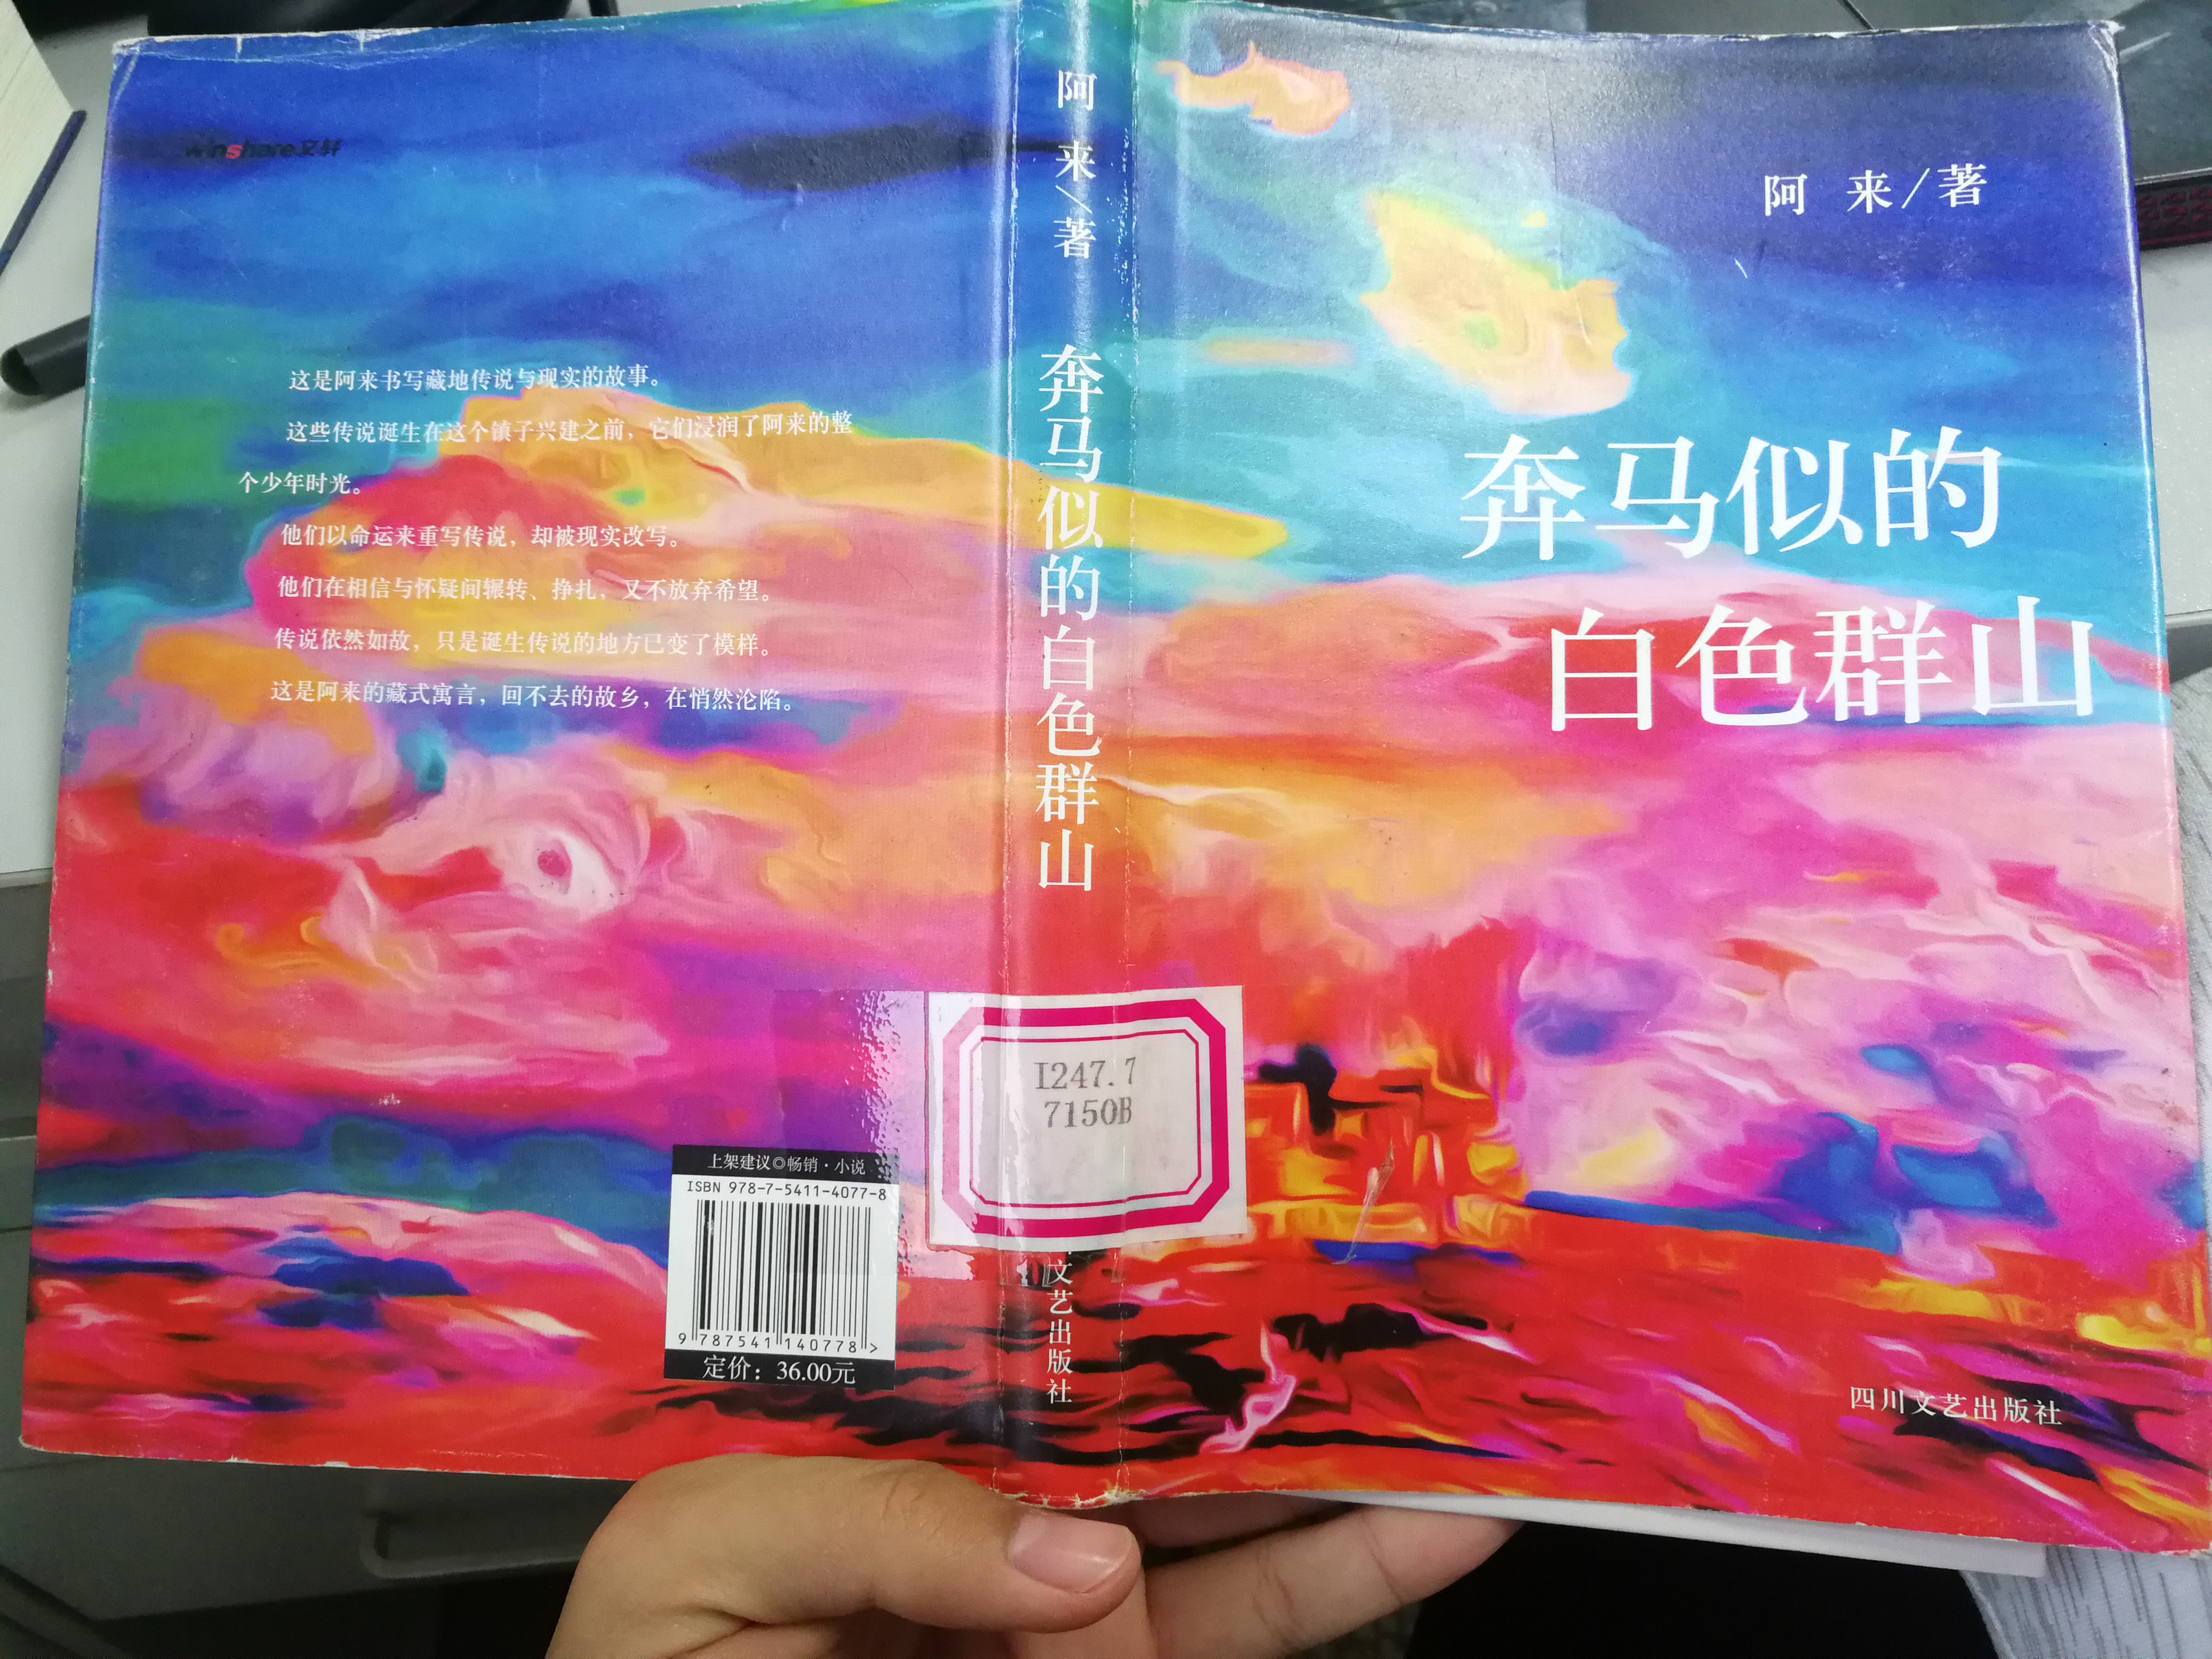 winshare文轩
这是阿来书写藏地传说与现实的故事。
这些传说诞生在这个镇子兴建之前，它们浸润了阿来的整
个少年时光。
他们以命运来重写传说，却被现实改写。
他们在相信与怀疑间辗转、挣扎，又不放弃希望。
传说依然如故，只是诞生传说的地方已变了模样。
这是阿来的藏式寓言，回不去的故乡，在悄然沦陷。
上架建议◎畅销·小说
ISBN 978-7-5411-4077-8
9 787541 140778 >
定价：36.00元
阿来/著
奔马似的白色群山
I247.7
7150B
文艺出版社
阿 来/著
奔马似的
白色群山
四川文艺出版社